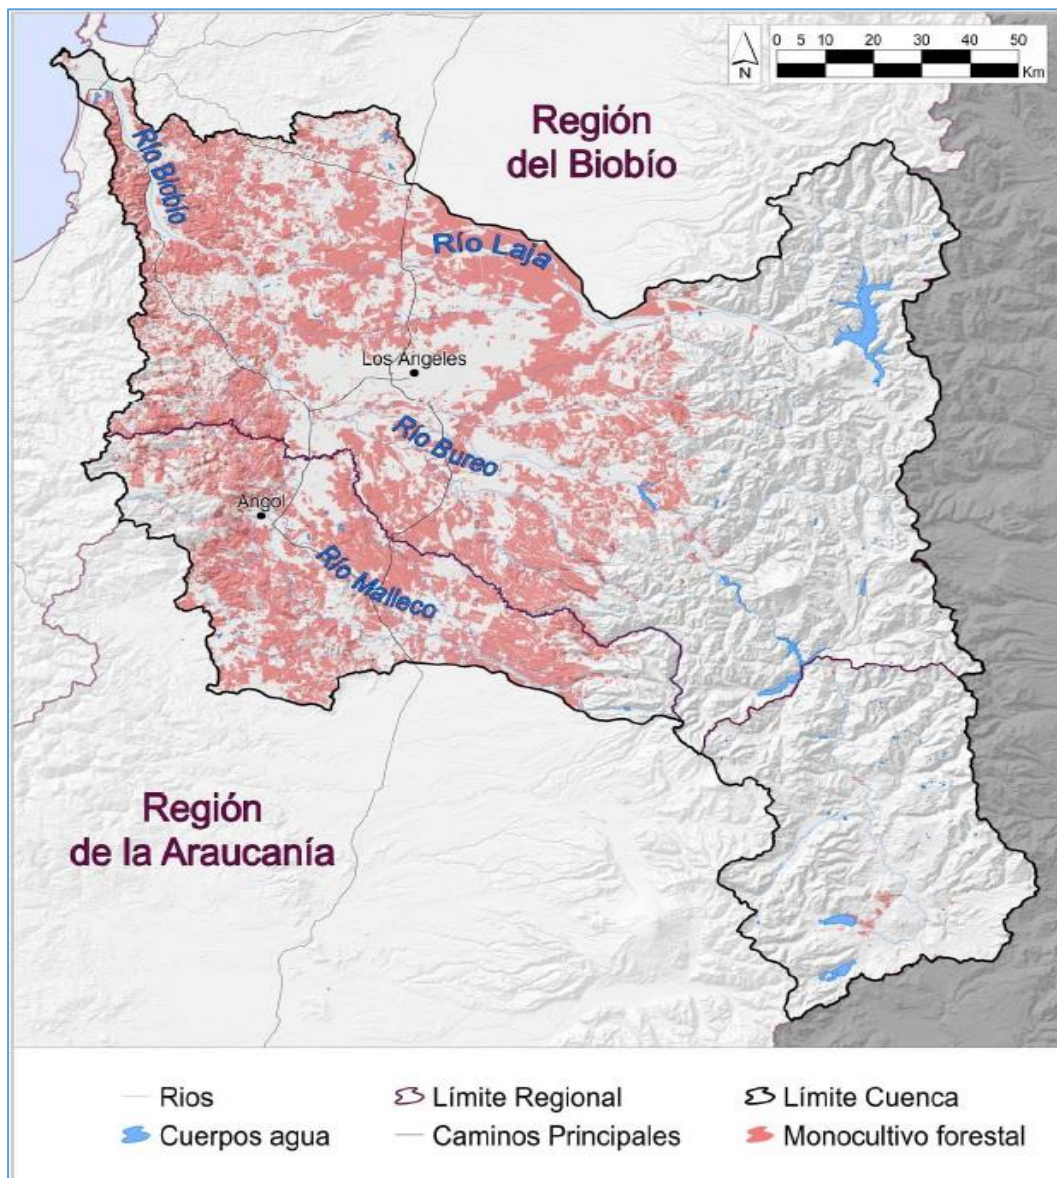 0 5 10 20 30 40 50
Km
N
Región
del Biobío
Río Biobío
Río Laja
Los Angeles
Río Bureo
Angol
Río Malleco
Región
de la Araucanía
Rios
Límite Regional
Límite Cuenca
Cuerpos agua
Caminos Principales
Monocultivo forestal